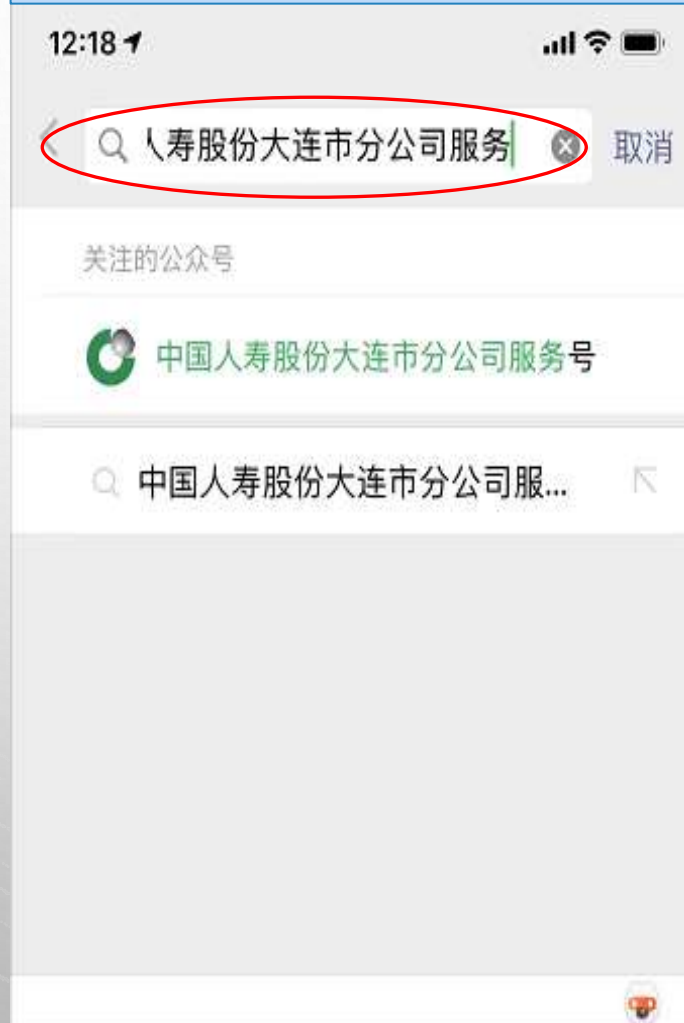 12:18
人寿股份大连市分公司服务
取消
关注的公众号
中国人寿股份大连市分公司服务号
中国人寿股份大连市分公司服...